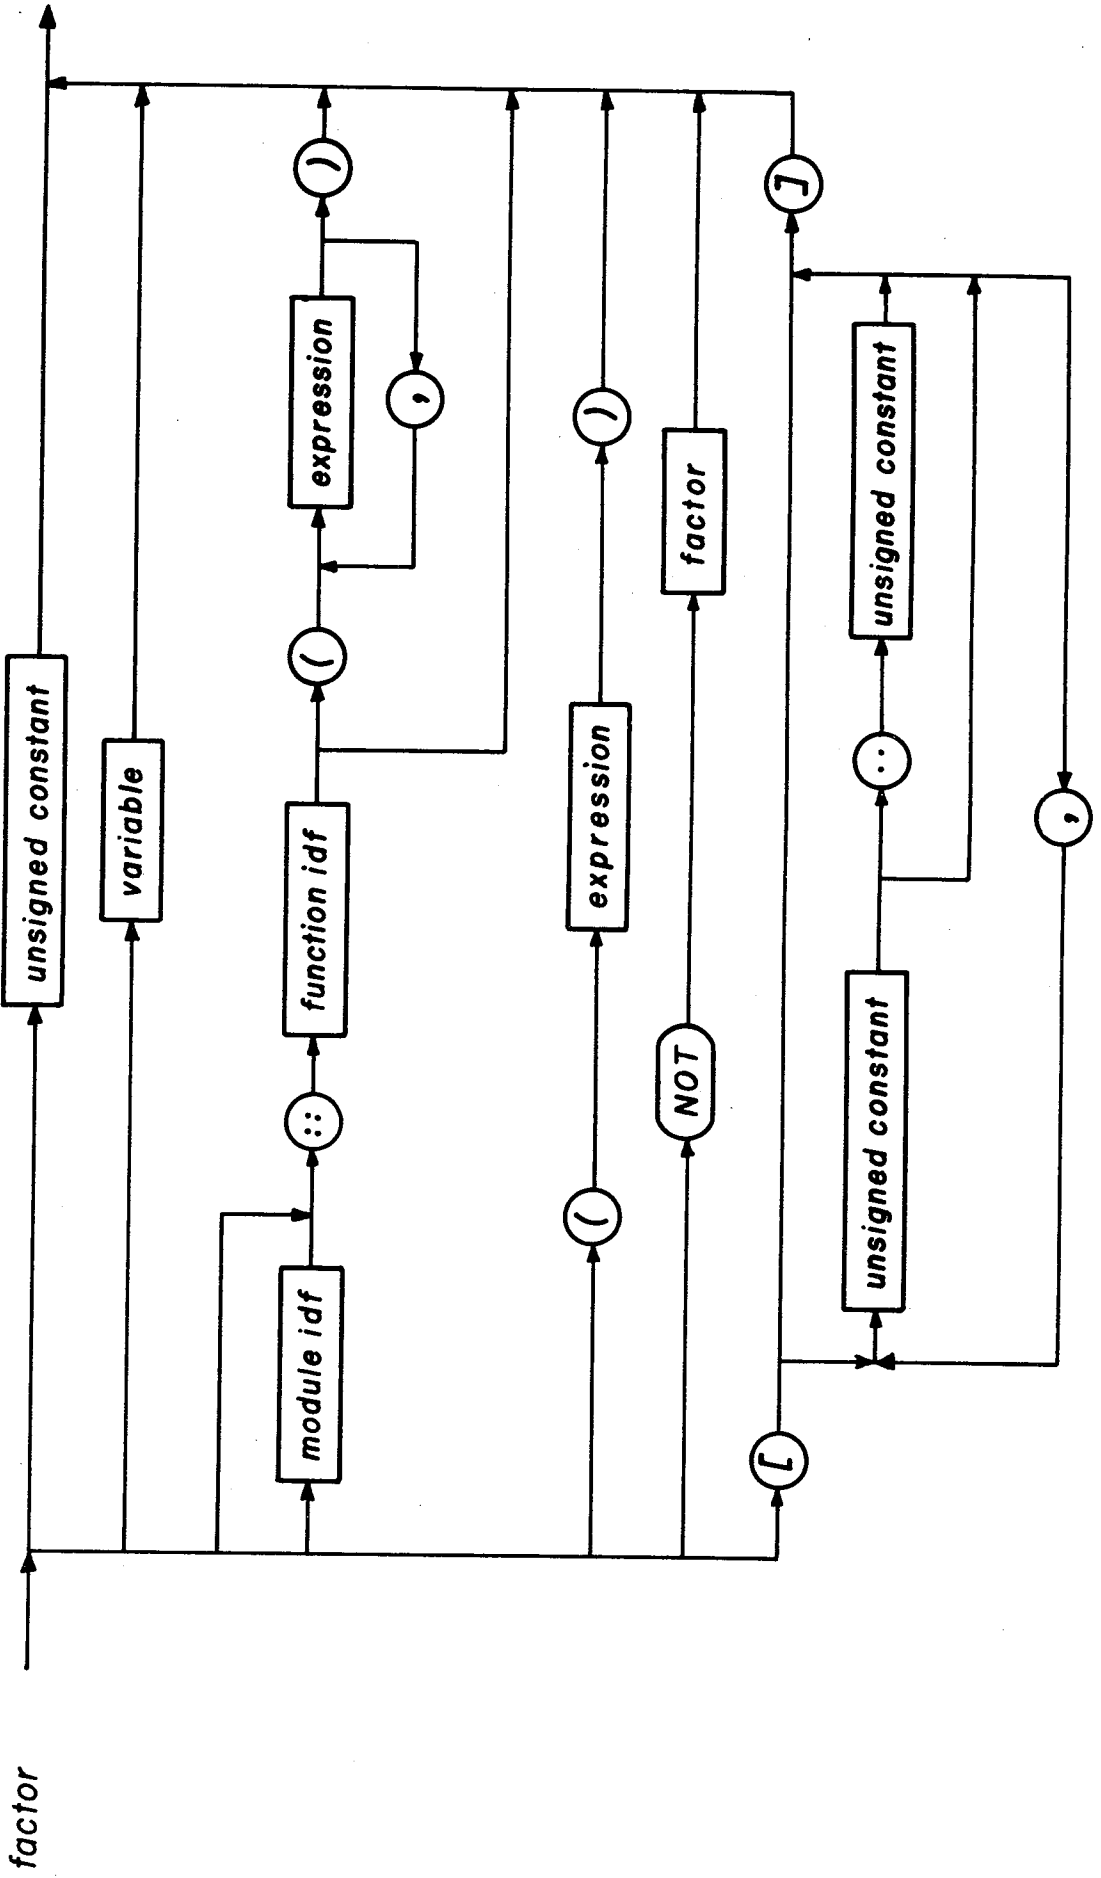 factor
unsigned constant
variable
module idf :: function idf ( expression )
,
( expression )
NOT factor
[ ]
unsigned constant .. unsigned constant
,